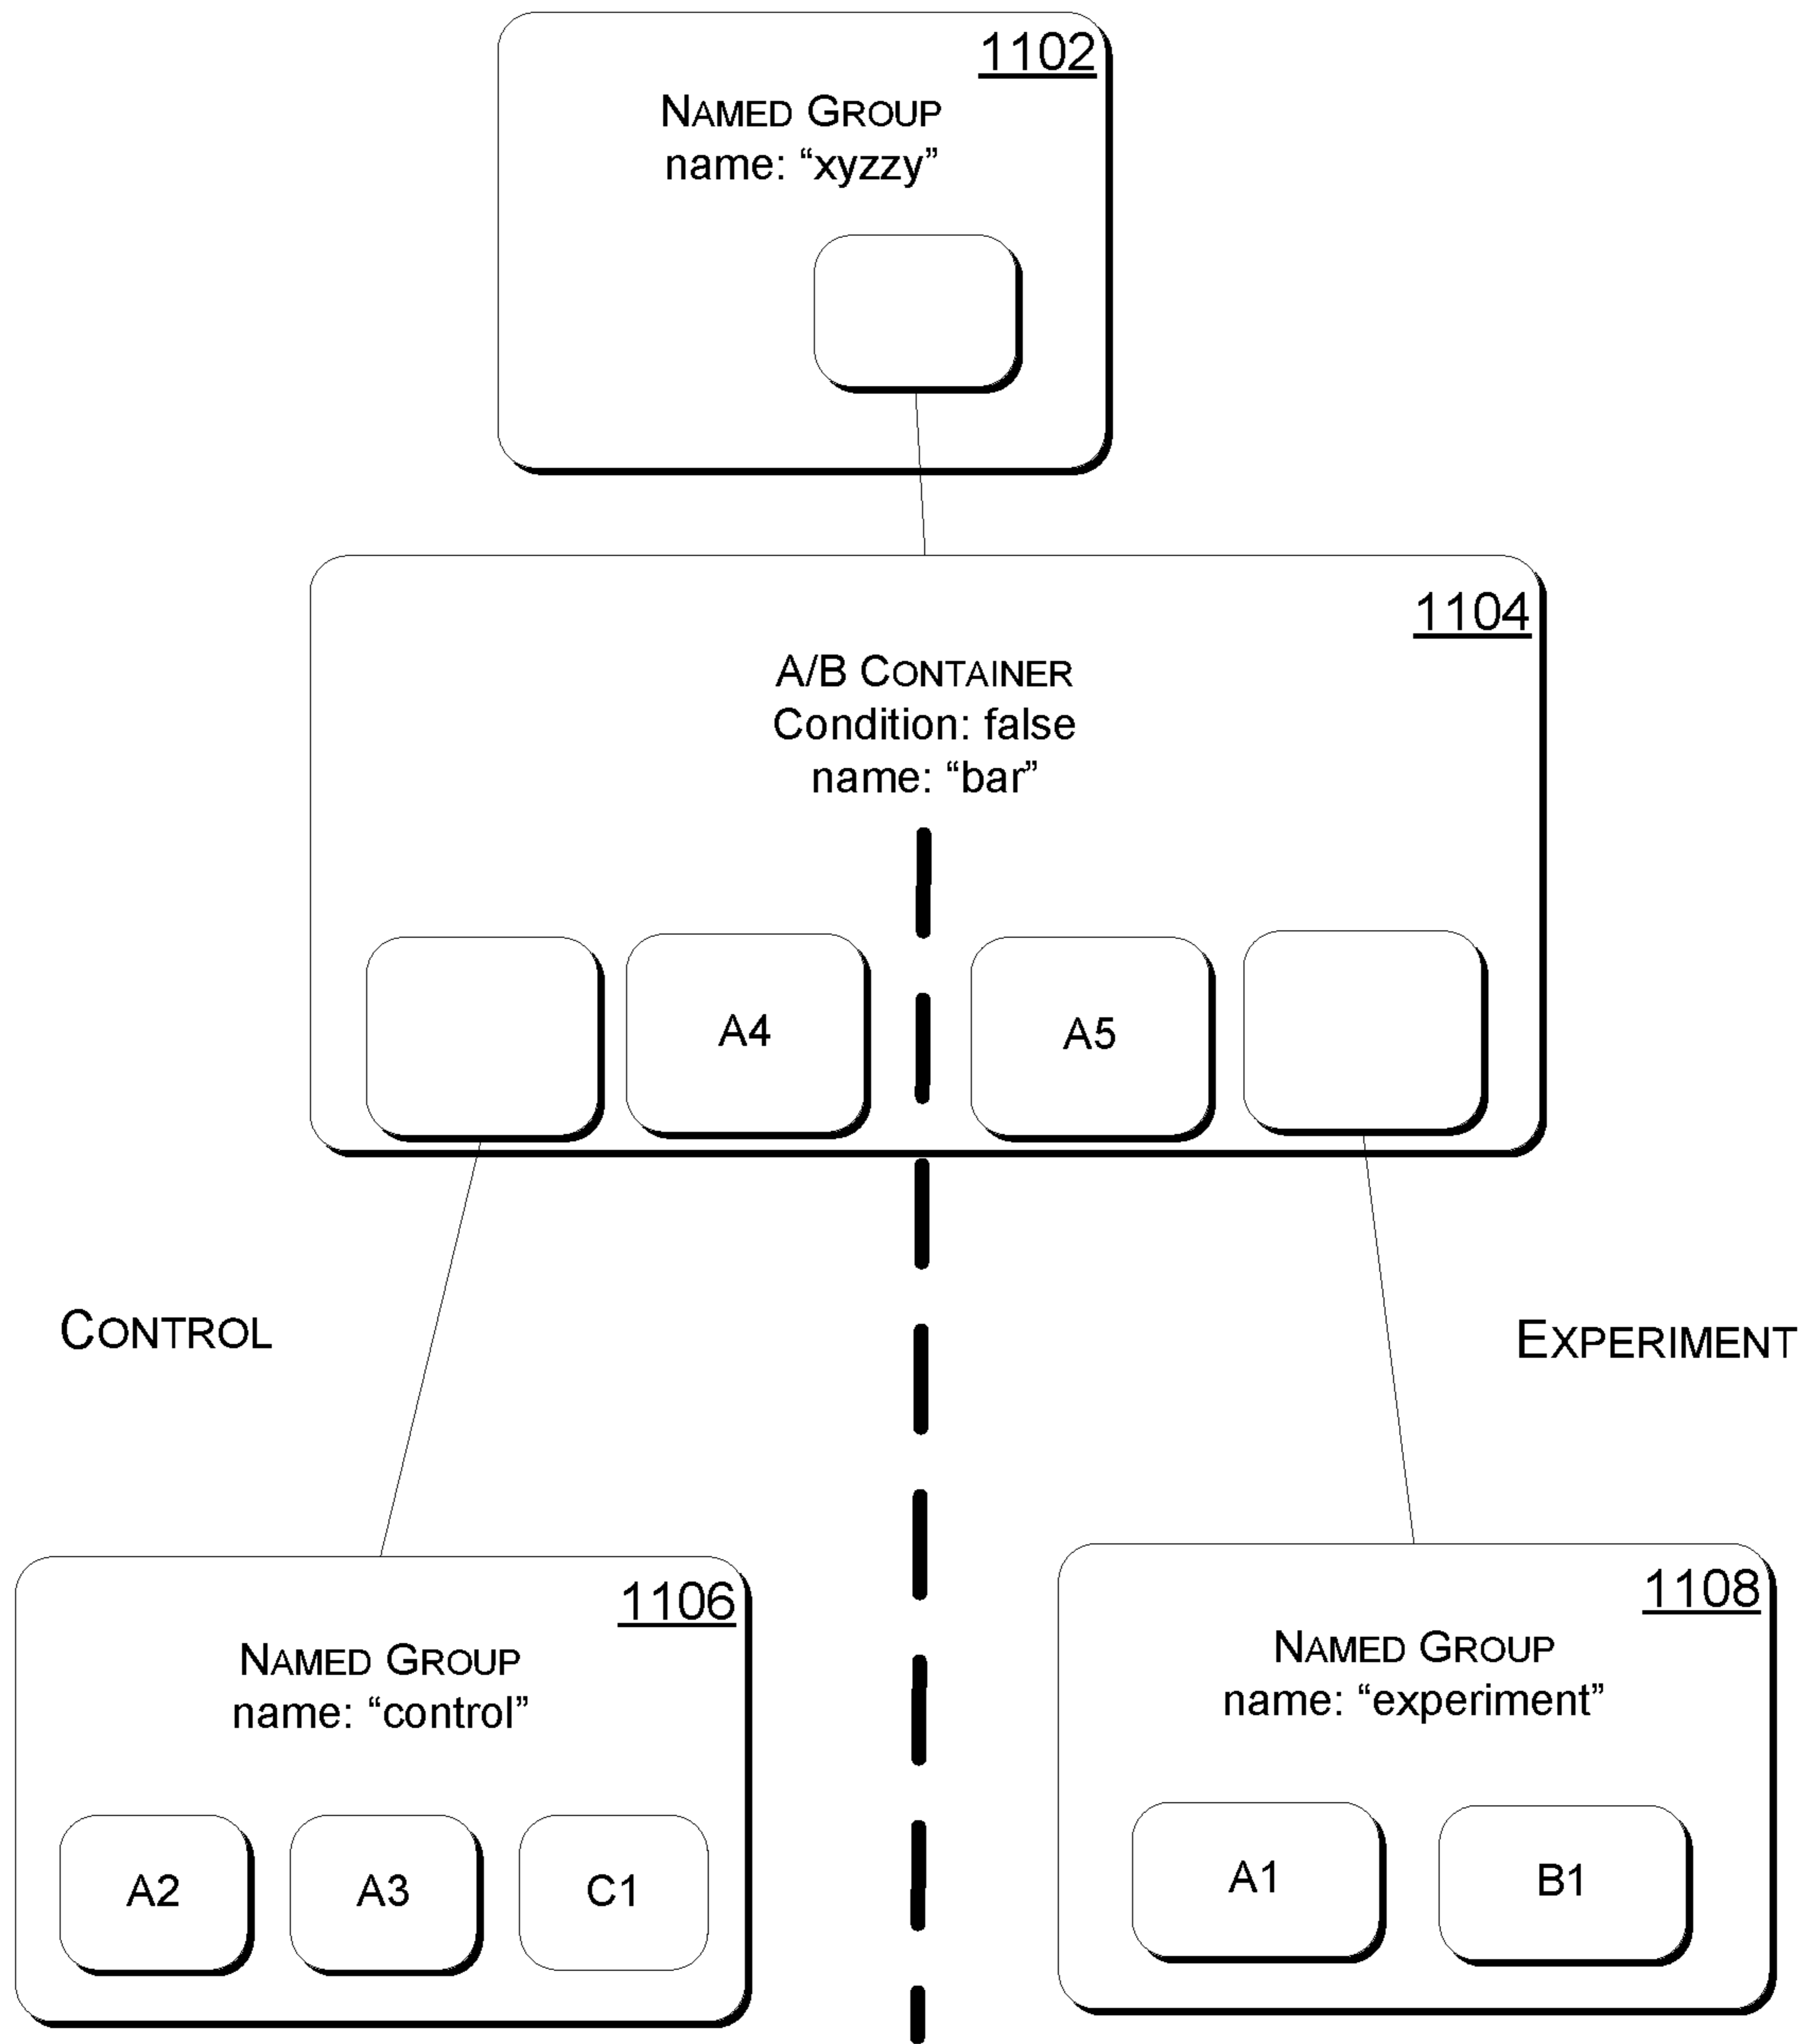 1102
NAMED GROUP
name: “xyzzy”
1104
A/B CONTAINER
Condition: false
name: “bar”
A4
A5
CONTROL
EXPERIMENT
1106
NAMED GROUP
name: “control”
A2
A3
C1
1108
NAMED GROUP
name: “experiment”
A1
B1